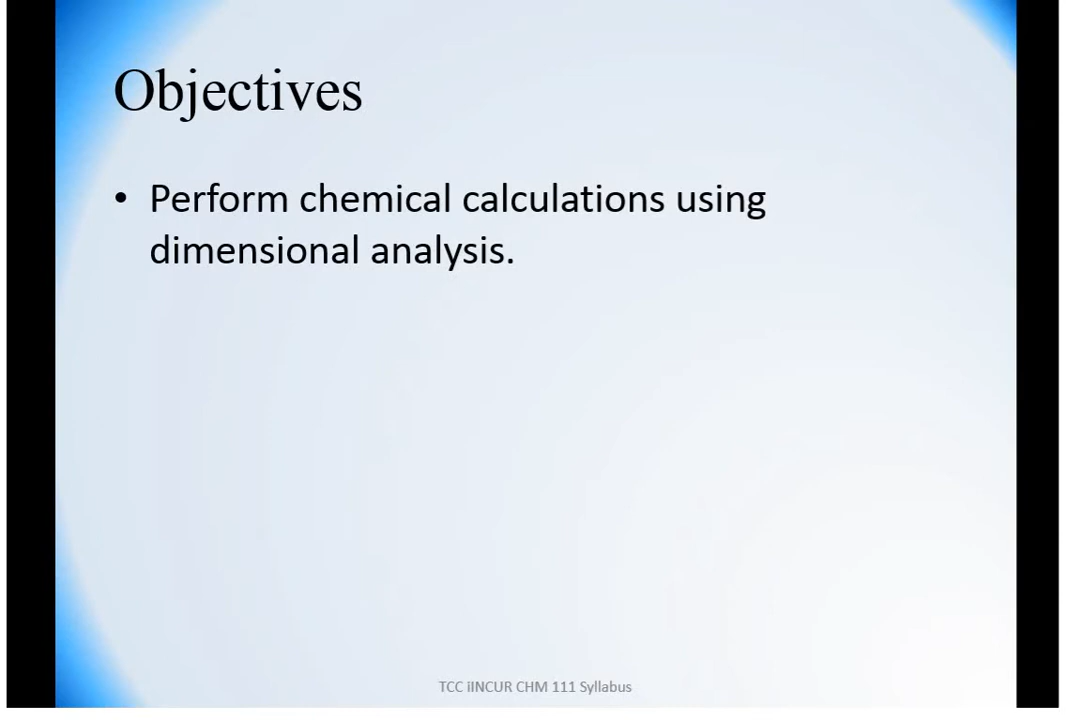 Objectives
• Perform chemical calculations using
dimensional analysis.
TCC iINCUR CHM 111 Syllabus